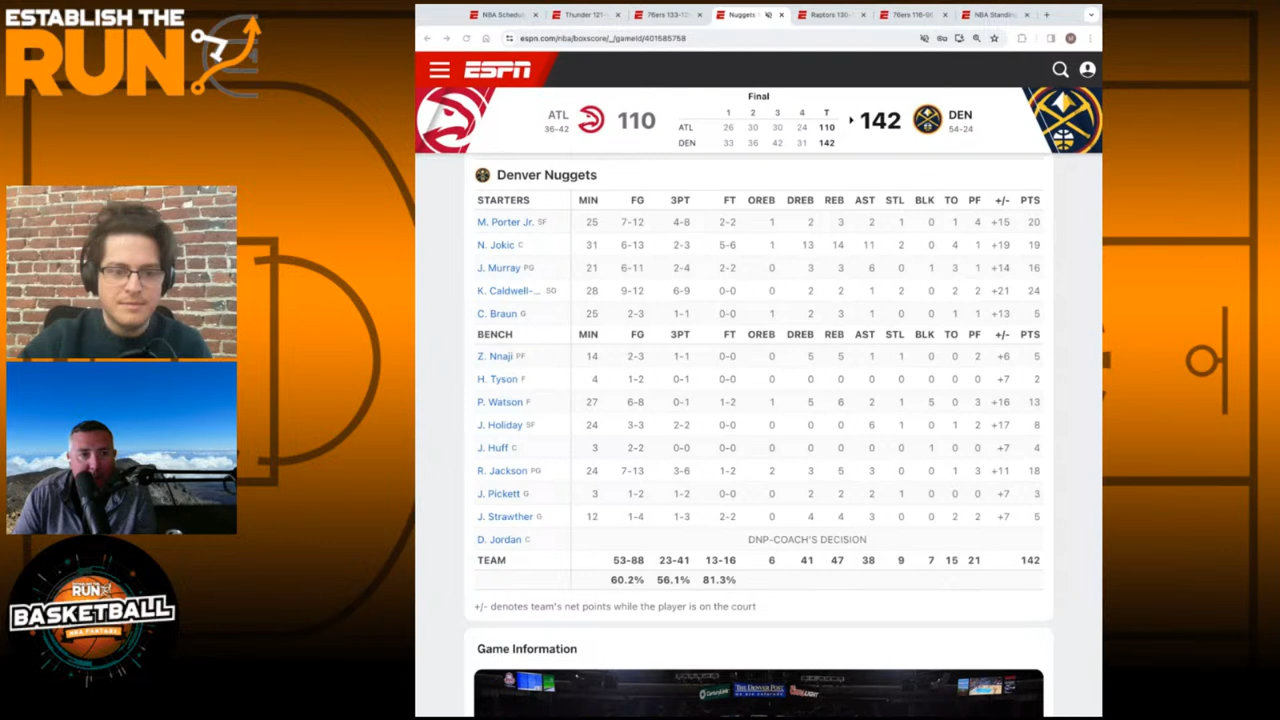 ESTABLISH THE
RUN
NBA Schedul
Thunder 121-
76ers 133-12
Nuggets
Raptors 130-
76ers 116-9
NBA Standin
espn.com/nba/boxscore/_/gameId/401585758
M
ESPN
Final
ATL 110 1 2 3 4 T 142 DEN
36-42 ATL 26 30 30 24 110 54-24
DEN 33 36 42 31 142
Denver Nuggets
STARTERS MIN FG 3PT FT OREB DREB REB AST STL BLK TO PF +/- PTS
M. Porter Jr. SF 25 7-12 4-8 2-2 1 2 3 2 1 0 1 4 +15 20
N. Jokic C 31 6-13 2-3 5-6 1 13 14 11 2 0 4 1 +19 19
J. Murray PG 21 6-11 2-4 2-2 0 3 3 6 0 1 3 1 +14 16
K. Caldwell-... SG 28 9-12 6-9 0-0 0 2 2 1 2 0 2 2 +21 24
C. Braun G 25 2-3 1-1 0-0 1 2 3 1 1 0 1 1 +13 5
BENCH MIN FG 3PT FT OREB DREB REB AST STL BLK TO PF +/- PTS
Z. Nnaji PF 14 2-3 1-1 0-0 0 5 5 1 1 0 0 2 +6 5
H. Tyson F 4 1-2 0-1 0-0 0 0 0 0 0 0 0 0 +7 2
P. Watson F 27 6-8 0-1 1-2 1 5 6 2 1 5 0 3 +16 13
J. Holiday SF 24 3-3 2-2 0-0 0 0 0 6 1 0 1 2 +17 8
J. Huff C 3 2-2 0-0 0-0 0 0 0 0 0 1 0 0 +7 4
R. Jackson PG 24 7-13 3-6 1-2 2 3 5 3 0 0 1 3 +11 18
J. Pickett G 3 1-2 1-2 0-0 0 2 2 2 1 0 0 0 +7 3
J. Strawther G 12 1-4 1-3 2-2 0 4 4 3 0 0 2 2 +7 5
D. Jordan C DNP-COACH'S DECISION
TEAM 53-88 23-41 13-16 6 41 47 38 9 7 15 21 142
60.2% 56.1% 81.3%
+/- denotes team's net points while the player is on the court
Game Information
THE DENVER POST
ESTABLISH THE
RUN
BASKETBALL
NBA FANTASY